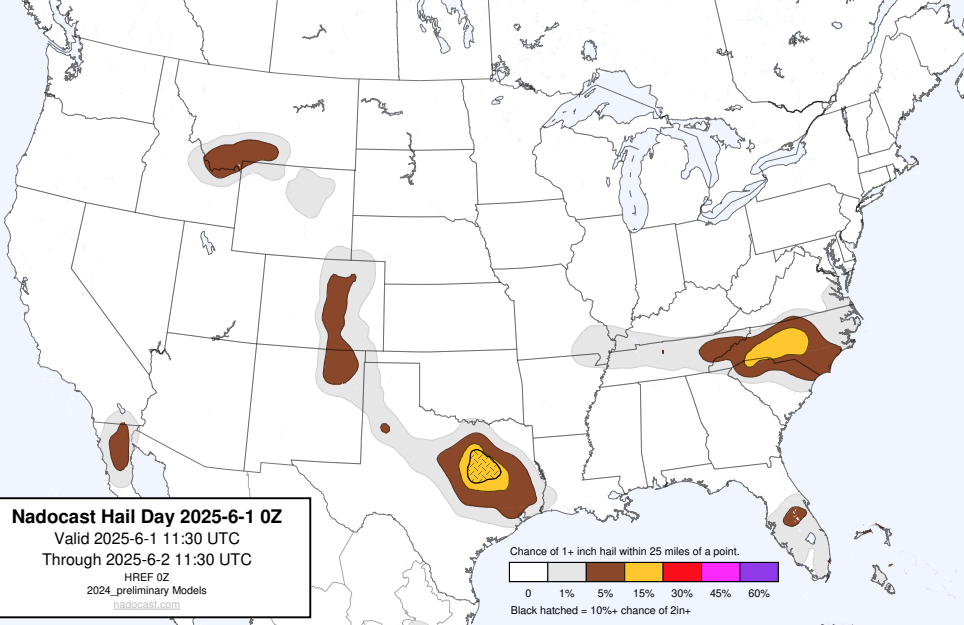 Nadocast Hail Day 2025-6-1 0Z
Valid 2025-6-1 11:30 UTC
Through 2025-6-2 11:30 UTC
HREF 0Z
2024_preliminary Models
nadocast.com
Chance of 1+ inch hail within 25 miles of a point.
0 1% 5% 15% 30% 45% 60%
Black hatched = 10%+ chance of 2in+